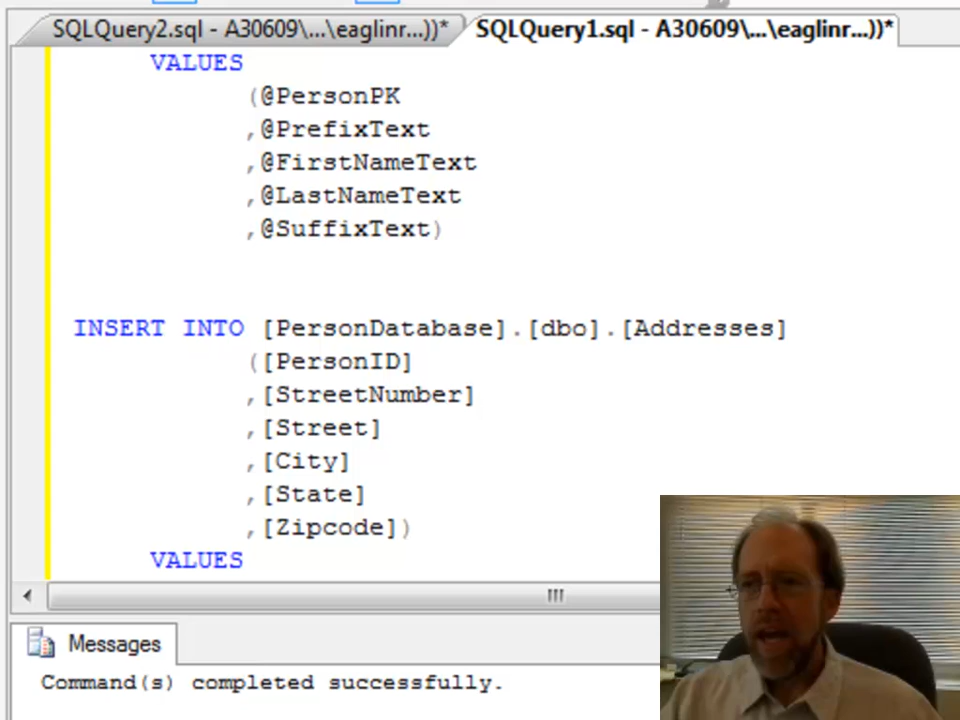 SQLQuery2.sql - A30609\...\eaglinr...))* SQLQuery1.sql - A30609\...\eaglinr...))*
VALUES
(@PersonPK
,@PrefixText
,@FirstNameText
,@LastNameText
,@SuffixText)
INSERT INTO [PersonDatabase].[dbo].[Addresses]
([PersonID]
,[StreetNumber]
,[Street]
,[City]
,[State]
,[Zipcode])
VALUES
Messages
Command(s) completed successfully.